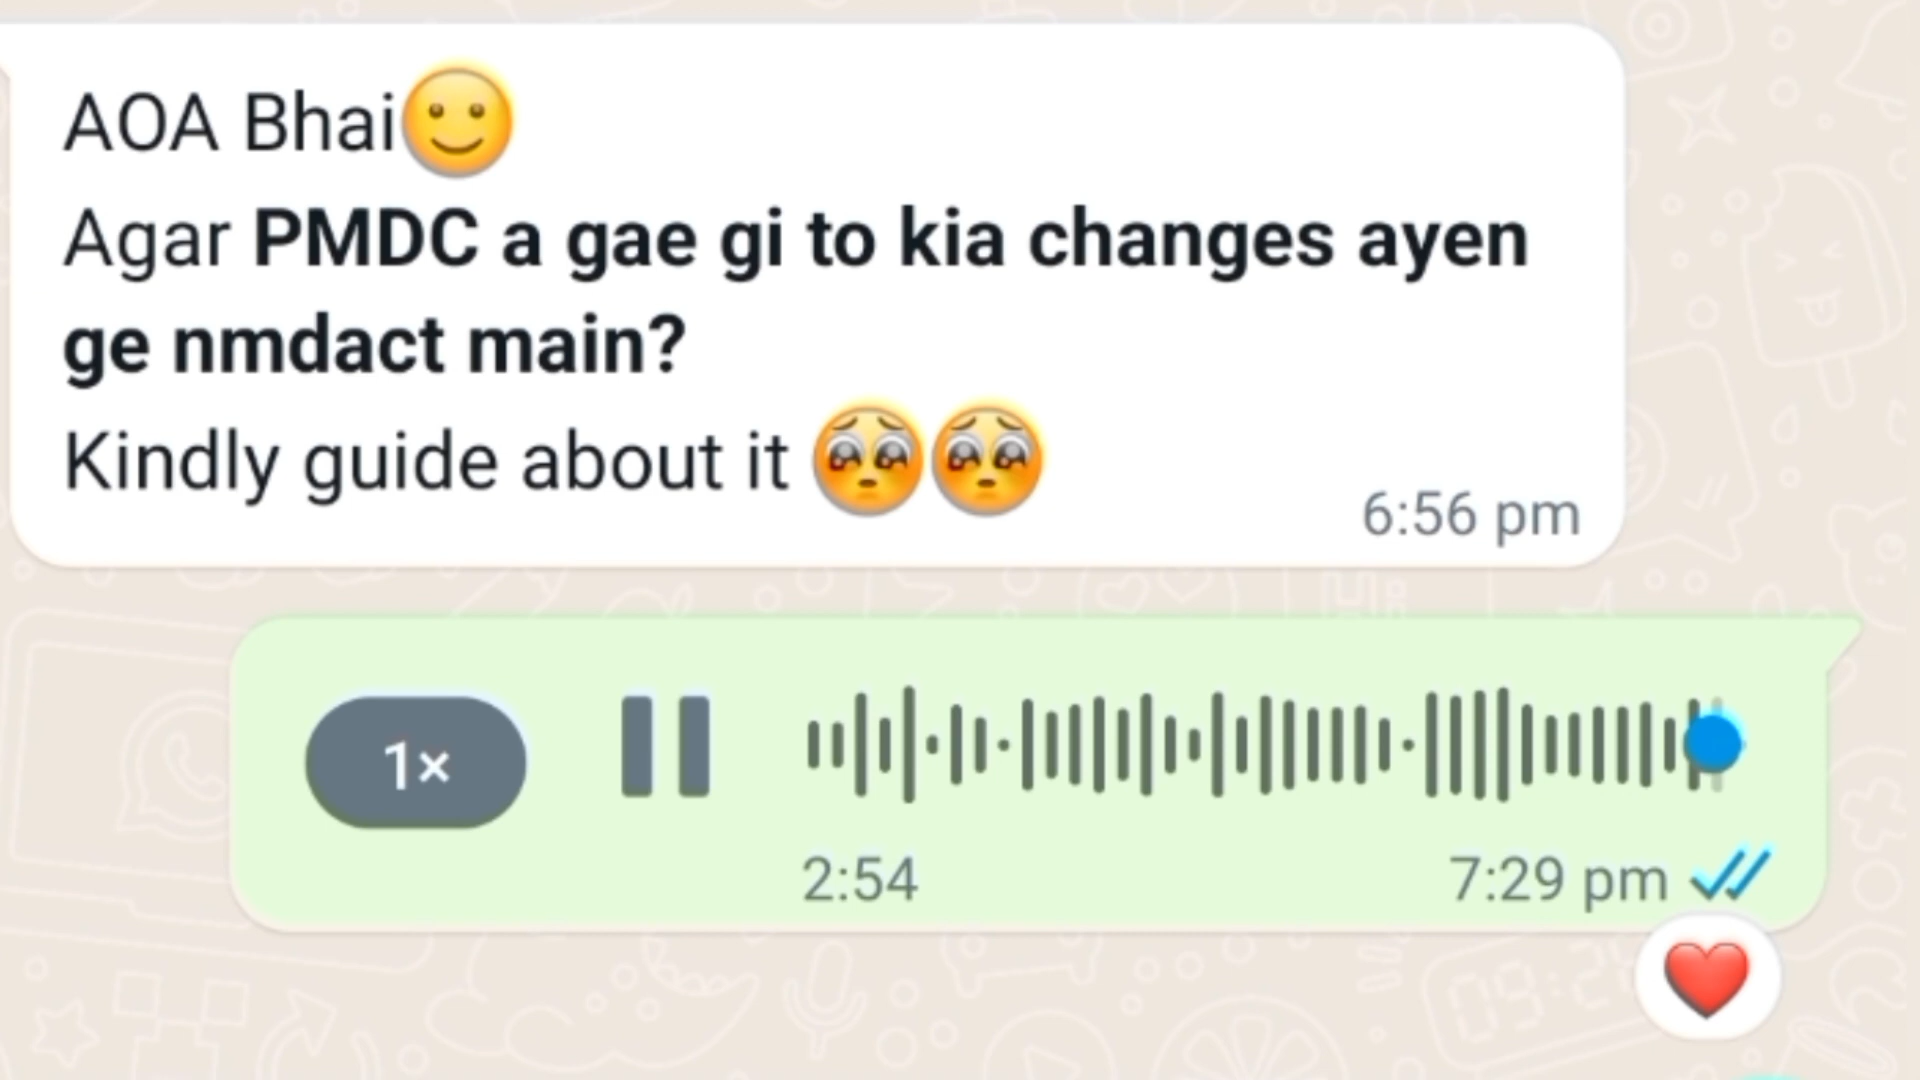 AOA Bhai🙂
Agar PMDC a gae gi to kia changes ayen
ge nmdact main?
Kindly guide about it 🥺🥺
6:56 pm
1×
2:54
7:29 pm